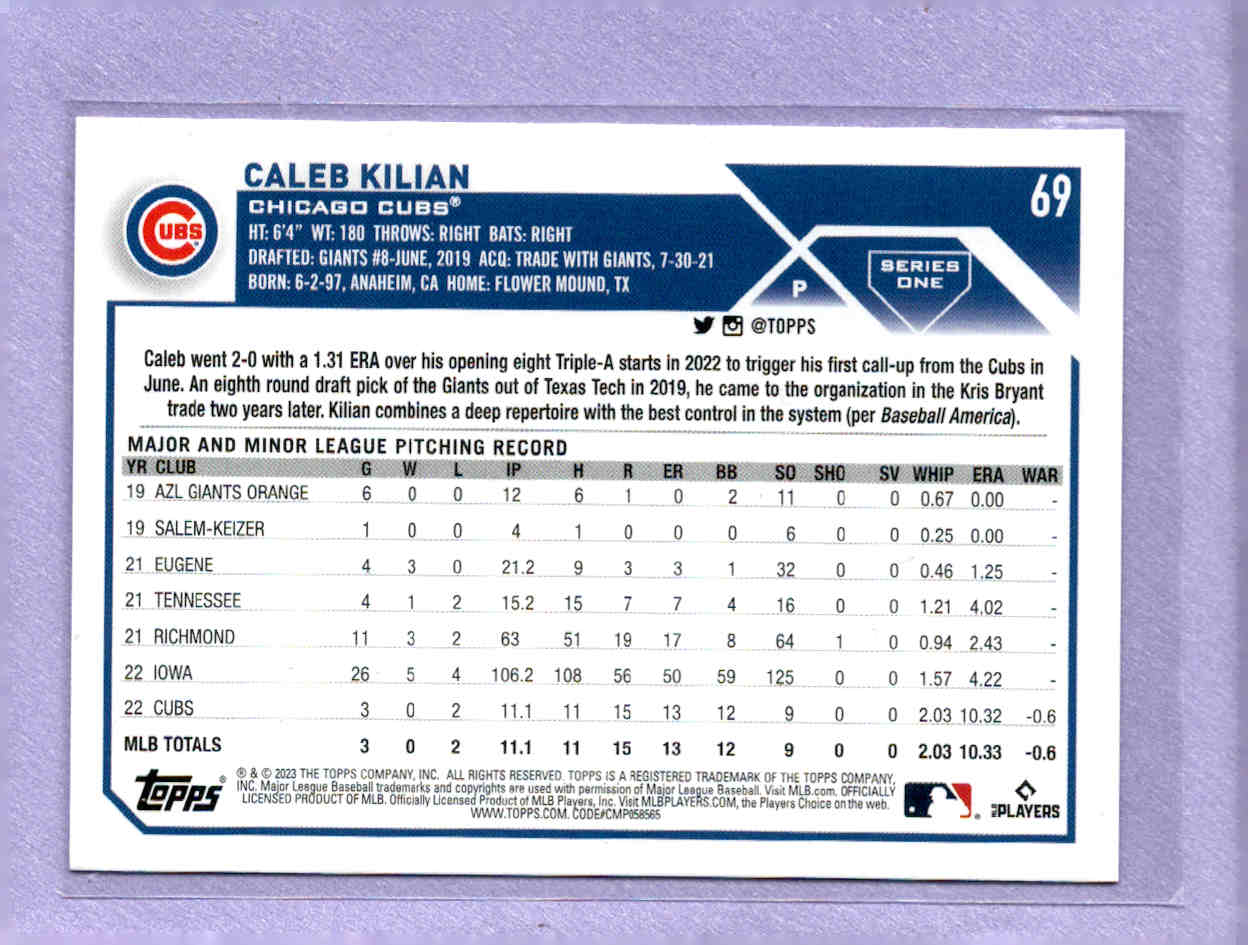 CALEB KILIAN
CHICAGO CUBS®
HT: 6'4" WT: 180 THROWS: RIGHT BATS: RIGHT
DRAFTED: GIANTS #8-JUNE, 2019 ACQ: TRADE WITH GIANTS, 7-30-21
BORN: 6-2-97, ANAHEIM, CA HOME: FLOWER MOUND, TX
CUBS
69
P
SERIES
ONE
@TOPPS
Caleb went 2-0 with a 1.31 ERA over his opening eight Triple-A starts in 2022 to trigger his first call-up from the Cubs in
June. An eighth round draft pick of the Giants out of Texas Tech in 2019, he came to the organization in the Kris Bryant
trade two years later. Kilian combines a deep repertoire with the best control in the system (per Baseball America).
MAJOR AND MINOR LEAGUE PITCHING RECORD
YR CLUB G W L IP H R ER BB SO SHO SV WHIP ERA WAR
19 AZL GIANTS ORANGE 6 0 0 12 6 1 0 2 11 0 0 0.67 0.00 -
19 SALEM-KEIZER 1 0 0 4 1 0 0 0 6 0 0 0.25 0.00 -
21 EUGENE 4 3 0 21.2 9 3 3 1 32 0 0 0.46 1.25 -
21 TENNESSEE 4 1 2 15.2 15 7 7 4 16 0 0 1.21 4.02 -
21 RICHMOND 11 3 2 63 51 19 17 8 64 1 0 0.94 2.43 -
22 IOWA 26 5 4 106.2 108 56 50 59 125 0 0 1.57 4.22 -
22 CUBS 3 0 2 11.1 11 15 13 12 9 0 0 2.03 10.32 -0.6
MLB TOTALS 3 0 2 11.1 11 15 13 12 9 0 0 2.03 10.33 -0.6
Topps®
® & © 2023 THE TOPPS COMPANY, INC. ALL RIGHTS RESERVED. TOPPS IS A REGISTERED TRADEMARK OF THE TOPPS COMPANY,
INC. Major League Baseball trademarks and copyrights are used with permission of Major League Baseball. Visit MLB.com. OFFICIALLY
LICENSED PRODUCT OF MLB. Officially Licensed Product of MLB Players, Inc. Visit MLBPLAYERS.COM, the Players Choice on the web.
WWW.TOPPS.COM. CODE#CMP058565
MLB PLAYERS